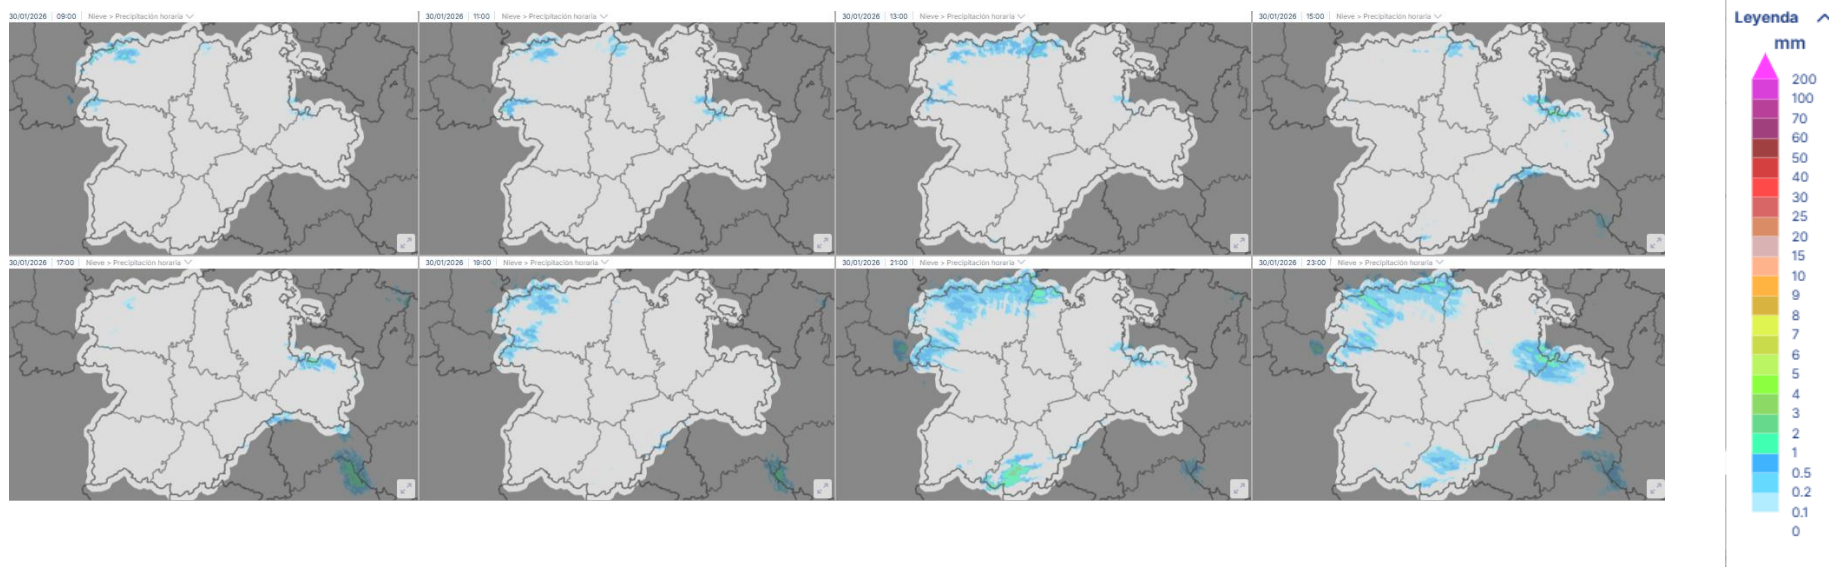 30/01/2026 09:00 Nieve > Precipitación horaria
30/01/2026 11:00 Nieve > Precipitación horaria
30/01/2026 13:00 Nieve > Precipitación horaria
30/01/2026 15:00 Nieve > Precipitación horaria
Leyenda
mm
200
100
70
60
50
40
30
25
20
15
10
9
8
7
6
5
4
3
2
1
0.5
0.2
0.1
0
30/01/2026 17:00 Nieve > Precipitación horaria
30/01/2026 19:00 Nieve > Precipitación horaria
30/01/2026 21:00 Nieve > Precipitación horaria
30/01/2026 23:00 Nieve > Precipitación horaria